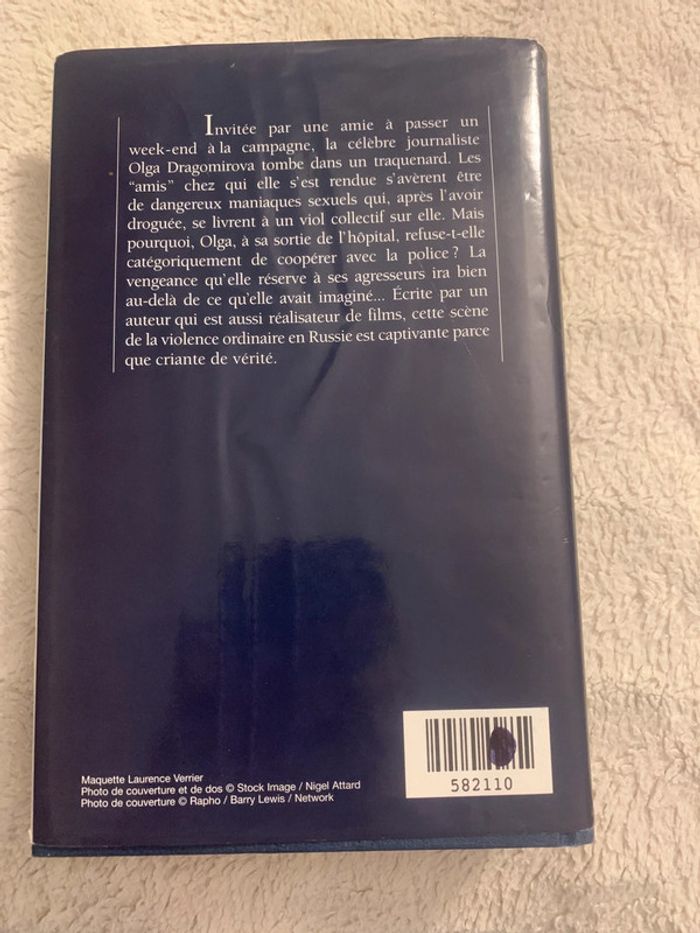 Invitée par une amie à passer un
week-end à la campagne, la célèbre journaliste
Olga Dragomirova tombe dans un traquenard. Les
“amis” chez qui elle s’est rendue s’avèrent être
de dangereux maniaques sexuels qui, après l’avoir
droguée, se livrent à un viol collectif sur elle. Mais
pourquoi, Olga, à sa sortie de l’hôpital, refuse-t-elle
catégoriquement de coopérer avec la police ? La
vengeance qu’elle réserve à ses agresseurs ira bien
au-delà de ce qu’elle avait imaginé... Écrite par un
auteur qui est aussi réalisateur de films, cette scène
de la violence ordinaire en Russie est captivante parce
que criante de vérité.
Maquette Laurence Verrier
Photo de couverture et de dos © Stock Image / Nigel Attard
Photo de couverture © Rapho / Barry Lewis / Network
582110